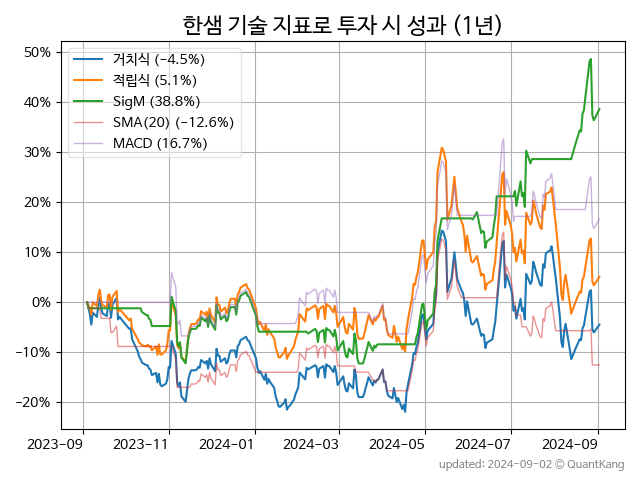 한샘 기술 지표로 투자 시 성과 (1년)
거치식 (−4.5%)
적립식 (5.1%)
SigM (38.8%)
SMA(20) (−12.6%)
MACD (16.7%)
50%
40%
30%
20%
10%
0%
−10%
−20%
2023-09 2023-11 2024-01 2024-03 2024-05 2024-07 2024-09
updated: 2024-09-02 ⓒ QuantKang